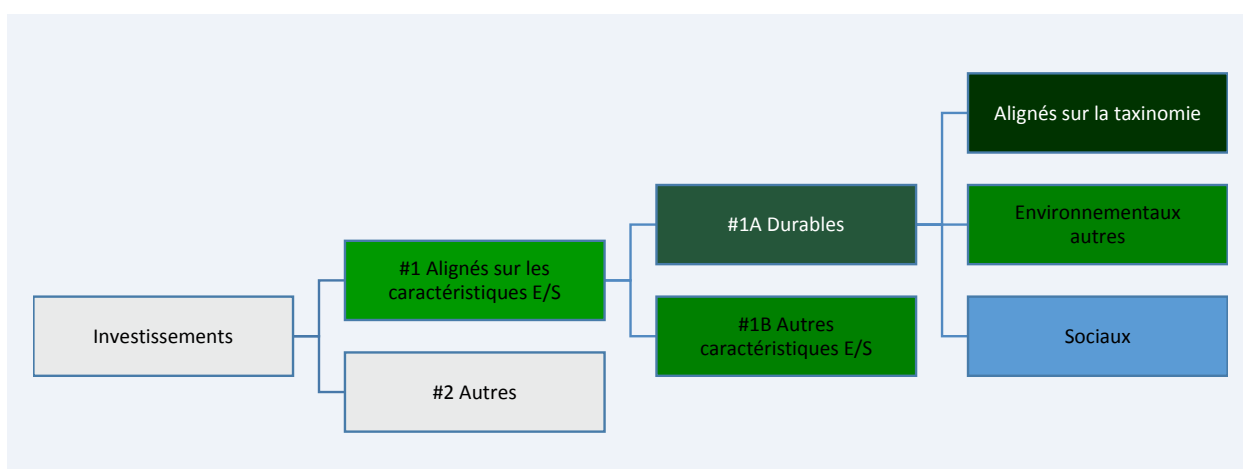 Investissements
#1 Alignés sur les
caractéristiques E/S
#2 Autres
#1A Durables
#1B Autres
caractéristiques E/S
Alignés sur la taxinomie
Environnementaux
autres
Sociaux